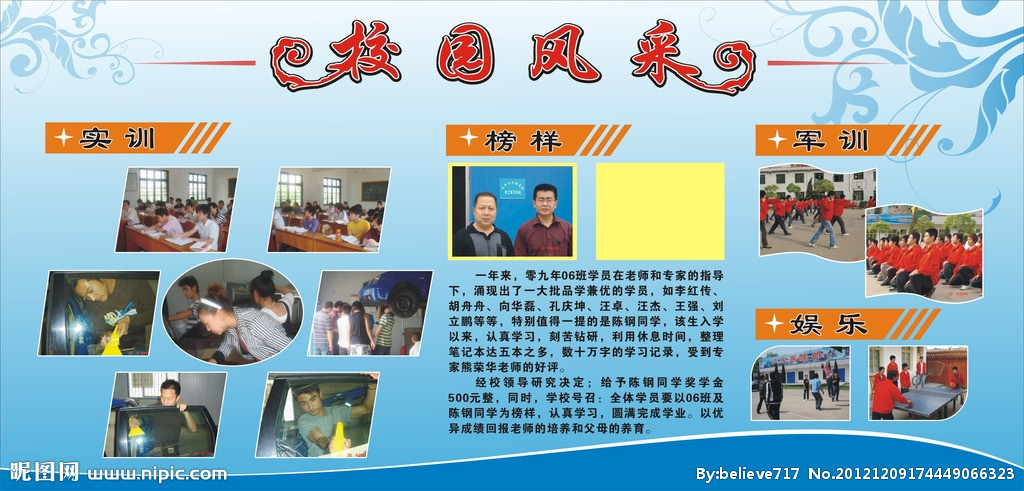 校园风采
实训
榜样
军训
一年来，零九年06班学员在老师和专家的指导
下，涌现出了一大批品学兼优的学员，如李红传、
胡舟舟、向华磊、孔庆坤、汪卓、汪杰、王强、刘
立鹏等等，特别值得一提的是陈钢同学，该生入学
以来，认真学习，刻苦钻研，利用休息时间，整理
笔记本达五本之多，数十万字的学习记录，受到专
家熊荣华老师的好评。
经校领导研究决定；给予陈钢同学奖学金
500元整，同时，学校号召：全体学员要以06班及
陈钢同学为榜样，认真学习，圆满完成学业。以优
异成绩回报老师的培养和父母的养育。
娱乐
昵图网 www.nipic.com
By:believe717 No.20121209174449066323